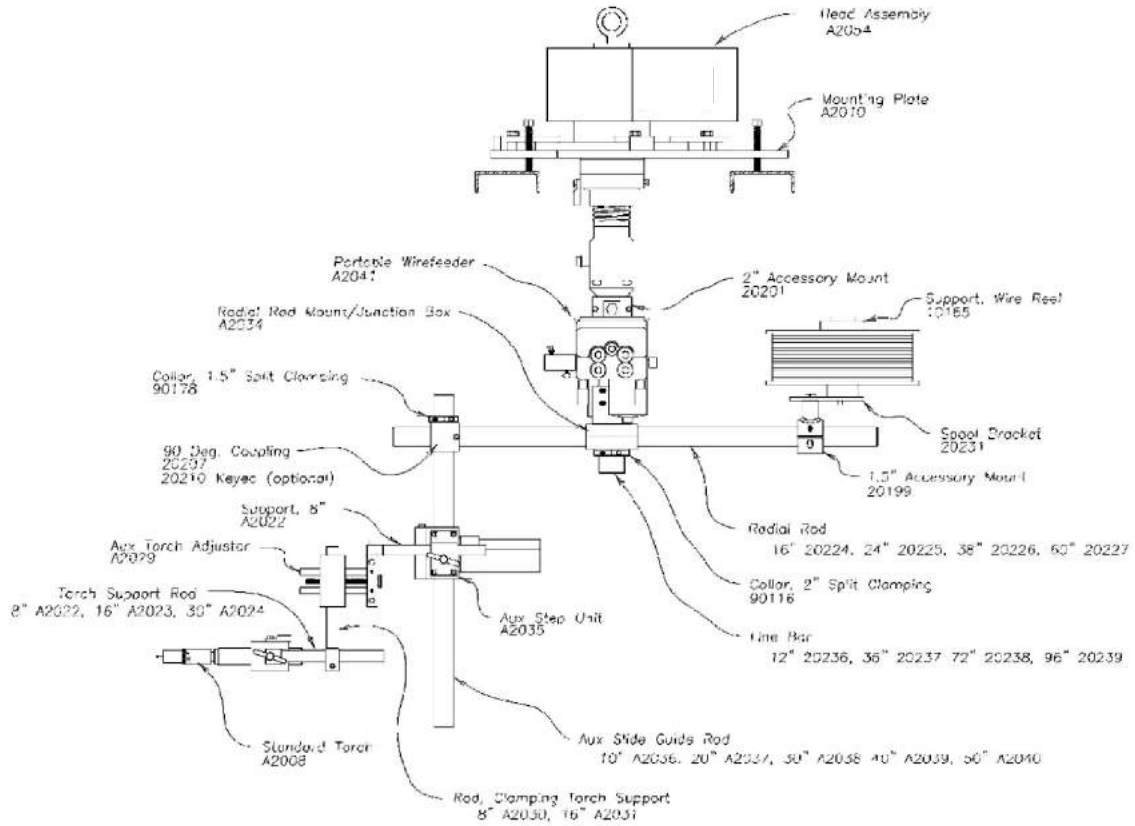 Head Assembly
A2054
Mounting Plate
A2010
Portable Wirefeeder
A2041
2" Accessory Mount
20201
Support, Wire Reel
10165
Radial Rod Mount/Junction Box
A2034
Collar, 1.5" Split Clamping
90178
Spool Bracket
20231
90 Deg. Coupling
20207
20210 Keyed (optional)
1.5" Accessory Mount
20199
Support, 8"
A2022
Radial Rod
16" 20224, 24" 20225, 38" 20226, 60" 20227
Aux Torch Adjustor
A2029
Collar, 2" Split Clamping
90116
Torch Support Rod
8" A2022, 16" A2023, 30" A2024
Aux Step Unit
A2035
Line Bar
12" 20236, 36" 20237 72" 20238, 96" 20239
Standard Torch
A2008
Aux Slide Guide Rod
10" A2036, 20" A2037, 30" A2038 40" A2039, 50" A2040
Rod, Clamping Torch Support
8" A2030, 16" A2031